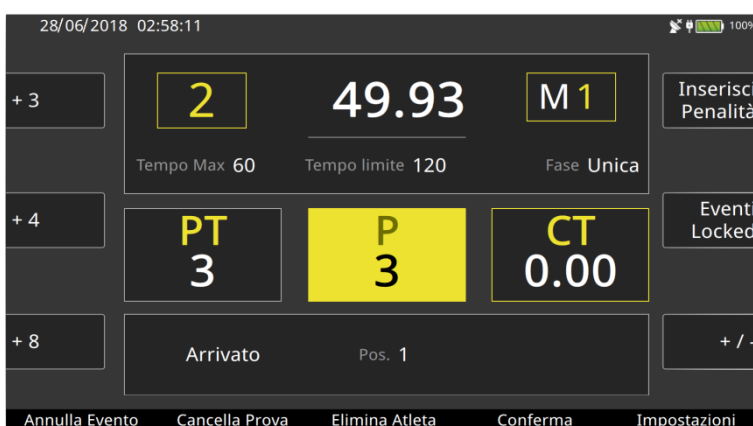 28/06/2018 02:58:11 100%
+ 3
2
49.93
M 1
Inserisci
Penalità
Tempo Max 60
Tempo limite 120
Fase Unica
+ 4
PT
3
P
3
CT
0.00
Eventi
Locked
+ 8
Arrivato
Pos. 1
+ / -
Annulla Evento Cancella Prova Elimina Atleta Conferma Impostazioni